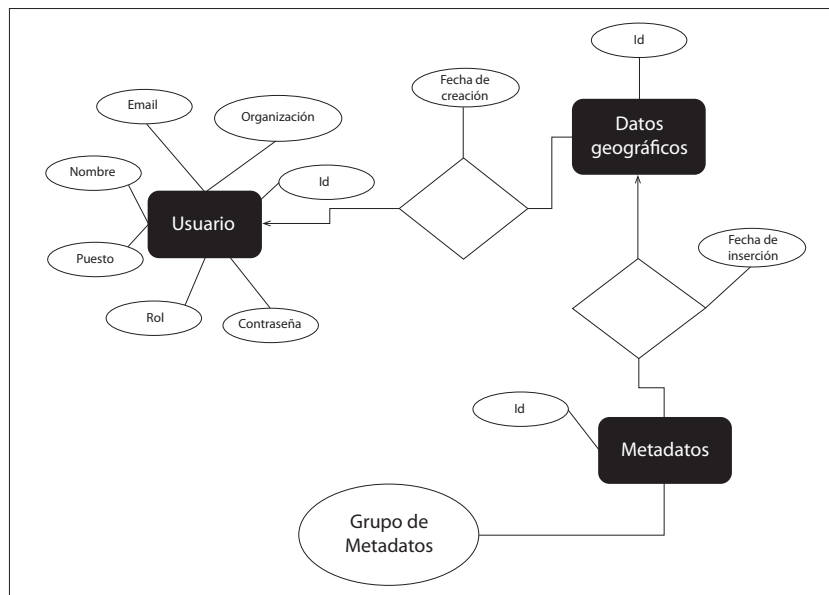 Id
Fecha de
creación
Email
Organización
Datos
geográficos
Nombre
Id
Usuario
Puesto
Fecha de
inserción
Rol
Contraseña
Id
Metadatos
Grupo de
Metadatos